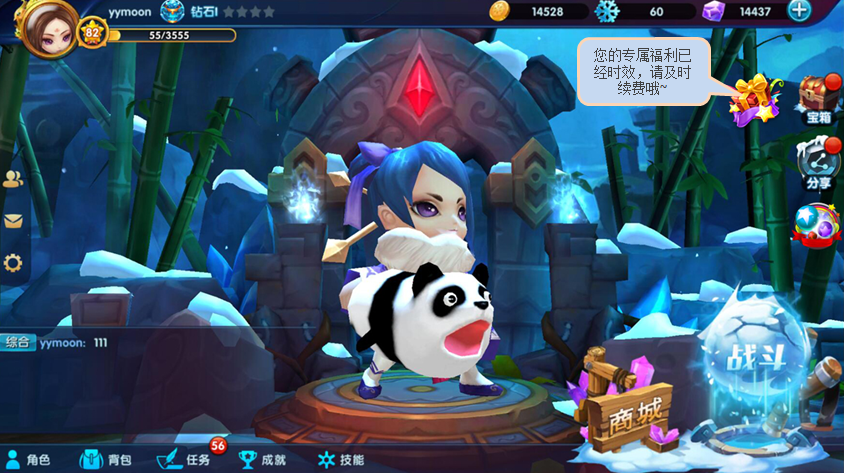 yymoon 钻石I 14528 60 14437
82 55/3555
您的专属福利已
经时效，请及时
续费哦~
宝箱
分享
综合 yymoon: 111
战斗
商城
角色 背包 任务 56 成就 技能